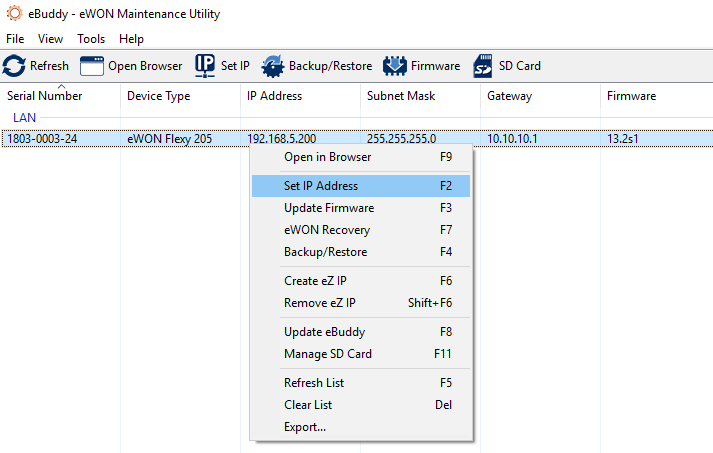 eBuddy - eWON Maintenance Utility
File View Tools Help
Refresh Open Browser IP Set IP Backup/Restore Firmware SD SD Card
Serial Number Device Type IP Address Subnet Mask Gateway Firmware
LAN
1803-0003-24 eWON Flexy 205 192.168.5.200 255.255.255.0 10.10.10.1 13.2s1
Open in Browser F9
Set IP Address F2
Update Firmware F3
eWON Recovery F7
Backup/Restore F4
Create eZ IP F6
Remove eZ IP Shift+F6
Update eBuddy F8
Manage SD Card F11
Refresh List F5
Clear List Del
Export...